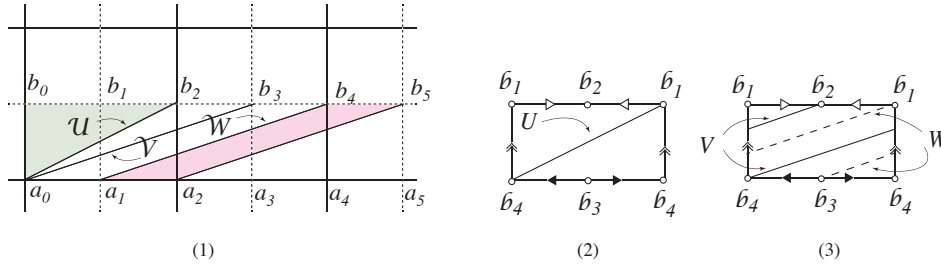 b0 b1 b2 b3 b4 b5
U V W
a0 a1 a2 a3 a4 a5
(1)
b1 b2 b1
U
b4 b3 b4
(2)
b1 b2 b1
V W
b4 b3 b4
(3)